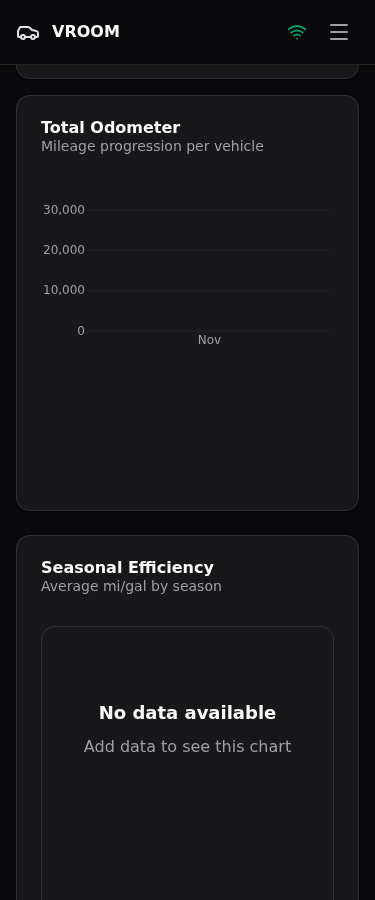 VROOM
Total Odometer
Mileage progression per vehicle
30,000
20,000
10,000
0
Nov
Seasonal Efficiency
Average mi/gal by season
No data available
Add data to see this chart